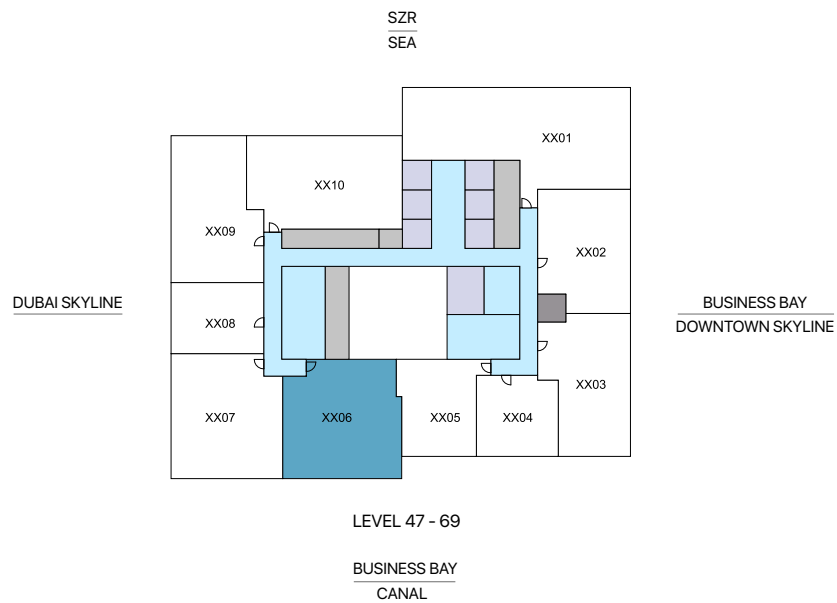 SZR
SEA
XX01
XX10
XX09
XX02
DUBAI SKYLINE
BUSINESS BAY
DOWNTOWN SKYLINE
XX08
XX03
XX07
XX06
XX05
XX04
LEVEL 47 - 69
BUSINESS BAY
CANAL